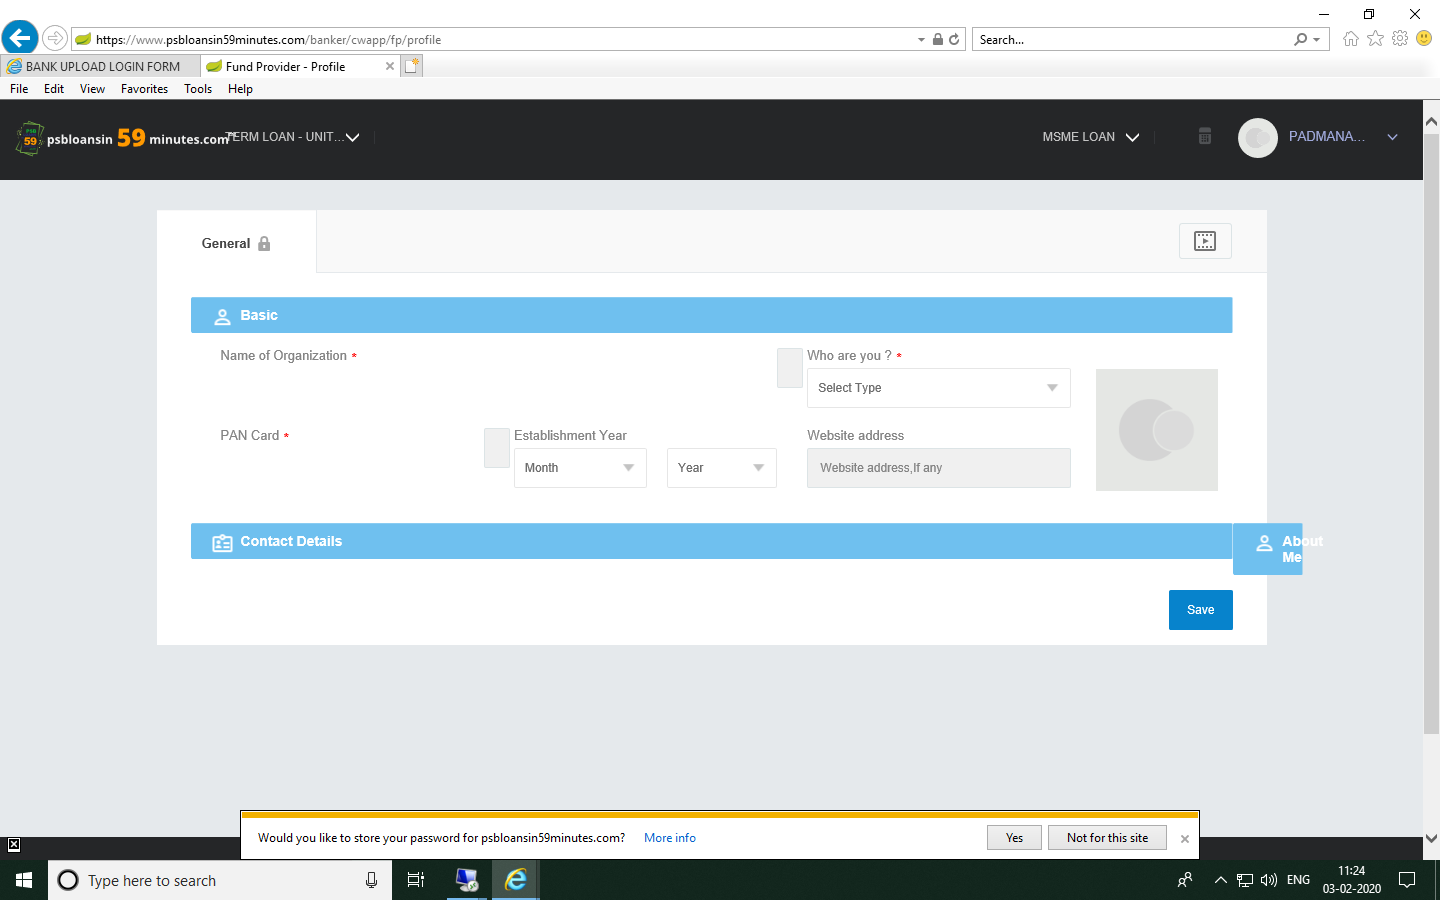 https://www.psbloansin59minutes.com/banker/cwapp/fp/profile
Search...
BANK UPLOAD LOGIN FORM
Fund Provider - Profile
File Edit View Favorites Tools Help
psbloansin 59 minutes.com
TERM LOAN - UNIT...
MSME LOAN
PADMANA...
General
Basic
Name of Organization *
Who are you ? *
Select Type
PAN Card *
Establishment Year
Website address
Month
Year
Website address,If any
Contact Details
About
Me
Save
Would you like to store your password for psbloansin59minutes.com? More info
Yes
Not for this site
Type here to search
ENG
11:24
03-02-2020